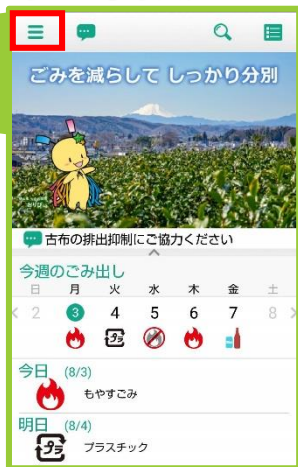 ごみを減らして しっかり分別
古布の排出抑制にご協力ください
今週のごみ出し
日 月 火 水 木 金 土
2 3 4 5 6 7 8
プラ
今日 (8/3)
もやすごみ
明日 (8/4)
プラ
プラスチック